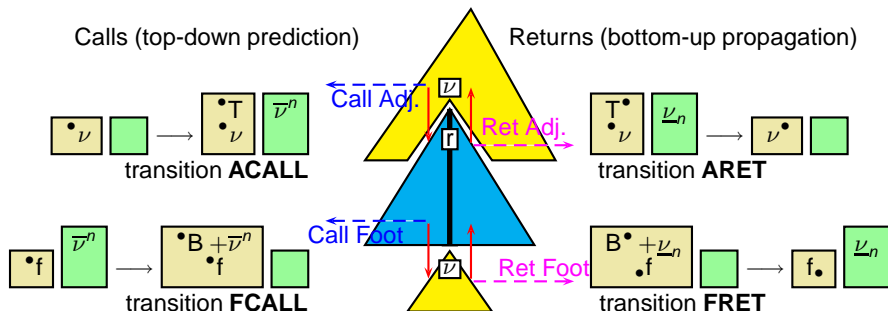 Calls (top-down prediction)
Returns (bottom-up propagation)
ν
Call Adj.
Ret Adj.
r
•ν ⟶ •T •ν ν̅ⁿ
transition ACALL
T• •ν ν̲ₙ ⟶ ν•
transition ARET
Call Foot
Ret Foot
ν
•f ν̅ⁿ ⟶ •B +ν̅ⁿ •f
transition FCALL
B• +ν̲ₙ •f ⟶ f• ν̲ₙ
transition FRET